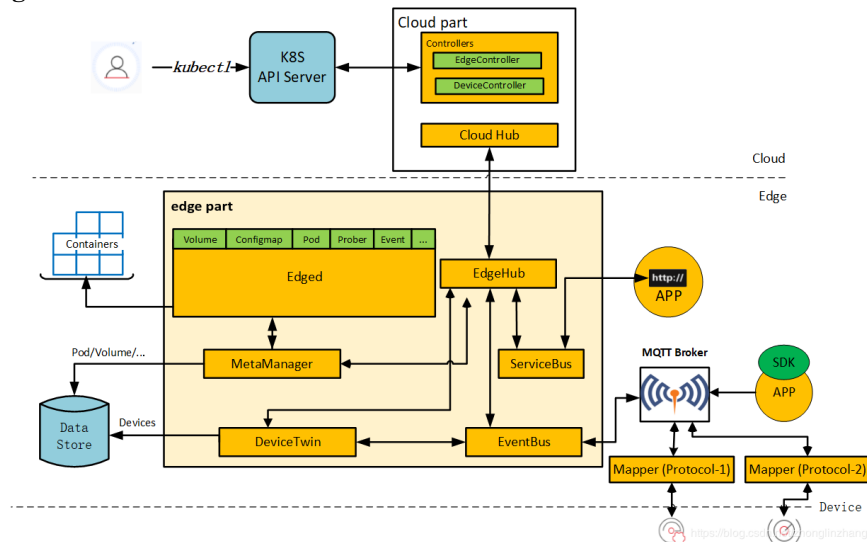 Cloud part
Controllers
EdgeController
DeviceController
Cloud Hub
kubectl
K8S
API Server
Cloud
Edge
edge part
Volume
Configmap
Pod
Prober
Event
...
Edged
Containers
EdgeHub
http://
APP
Pod/Volume/...
MetaManager
ServiceBus
MQTT Broker
SDK
APP
Data
Store
Devices
DeviceTwin
EventBus
Mapper (Protocol-1)
Mapper (Protocol-2)
Device